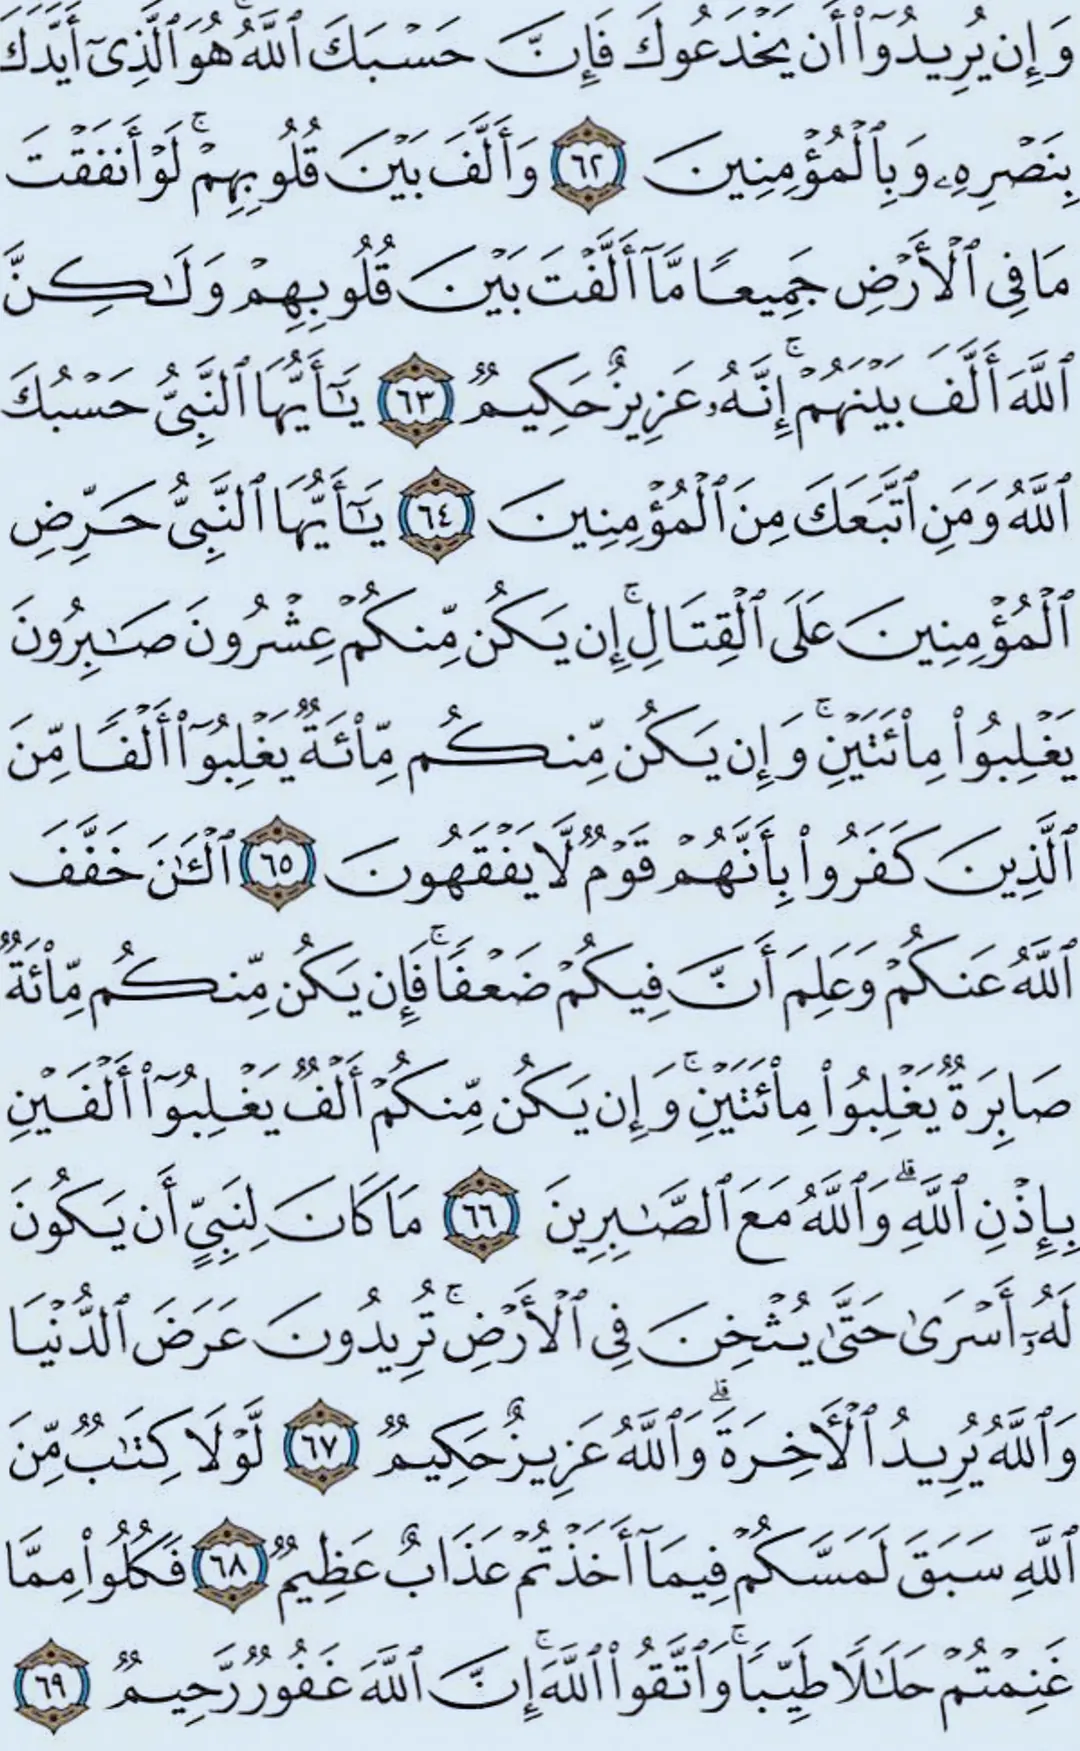 وَإِن يُرِيدُوٓا۟ أَن يَخْدَعُوكَ فَإِنَّ حَسْبَكَ ٱللَّهُ ۚ هُوَ ٱلَّذِىٓ أَيَّدَكَ
بِنَصْرِهِۦ وَبِٱلْمُؤْمِنِينَ ٦٢ وَأَلَّفَ بَيْنَ قُلُوبِهِمْ ۚ لَوْ أَنفَقْتَ
مَا فِى ٱلْأَرْضِ جَمِيعًا مَّآ أَلَّفْتَ بَيْنَ قُلُوبِهِمْ وَلَـٰكِنَّ
ٱللَّهَ أَلَّفَ بَيْنَهُمْ ۚ إِنَّهُۥ عَزِيزٌ حَكِيمٌ ٦٣ يَـٰٓأَيُّهَا ٱلنَّبِىُّ حَسْبُكَ
ٱللَّهُ وَمَنِ ٱتَّبَعَكَ مِنَ ٱلْمُؤْمِنِينَ ٦٤ يَـٰٓأَيُّهَا ٱلنَّبِىُّ حَرِّضِ
ٱلْمُؤْمِنِينَ عَلَى ٱلْقِتَالِ ۚ إِن يَكُن مِّنكُمْ عِشْرُونَ صَـٰبِرُونَ
يَغْلِبُوا۟ مِا۟ئَتَيْنِ ۚ وَإِن يَكُن مِّنكُم مِّا۟ئَةٌ يَغْلِبُوٓا۟ أَلْفًا مِّنَ
ٱلَّذِينَ كَفَرُوا۟ بِأَنَّهُمْ قَوْمٌ لَّا يَفْقَهُونَ ٦٥ ٱلْـَٔـٰنَ خَفَّفَ
ٱللَّهُ عَنكُمْ وَعَلِمَ أَنَّ فِيكُمْ ضَعْفًا ۚ فَإِن يَكُن مِّنكُم مِّا۟ئَةٌ
صَابِرَةٌ يَغْلِبُوا۟ مِا۟ئَتَيْنِ ۚ وَإِن يَكُن مِّنكُمْ أَلْفٌ يَغْلِبُوٓا۟ أَلْفَيْنِ
بِإِذْنِ ٱللَّهِ ۗ وَٱللَّهُ مَعَ ٱلصَّـٰبِرِينَ ٦٦ مَا كَانَ لِنَبِىٍّ أَن يَكُونَ
لَهُۥٓ أَسْرَىٰ حَتَّىٰ يُثْخِنَ فِى ٱلْأَرْضِ ۚ تُرِيدُونَ عَرَضَ ٱلدُّنْيَا
وَٱللَّهُ يُرِيدُ ٱلْـَٔاخِرَةَ ۗ وَٱللَّهُ عَزِيزٌ حَكِيمٌ ٦٧ لَّوْلَا كِتَـٰبٌ مِّنَ
ٱللَّهِ سَبَقَ لَمَسَّكُمْ فِيمَآ أَخَذْتُمْ عَذَابٌ عَظِيمٌ ٦٨ فَكُلُوا۟ مِمَّا
غَنِمْتُمْ حَلَـٰلًا طَيِّبًا ۚ وَٱتَّقُوا۟ ٱللَّهَ ۚ إِنَّ ٱللَّهَ غَفُورٌ رَّحِيمٌ ٦٩